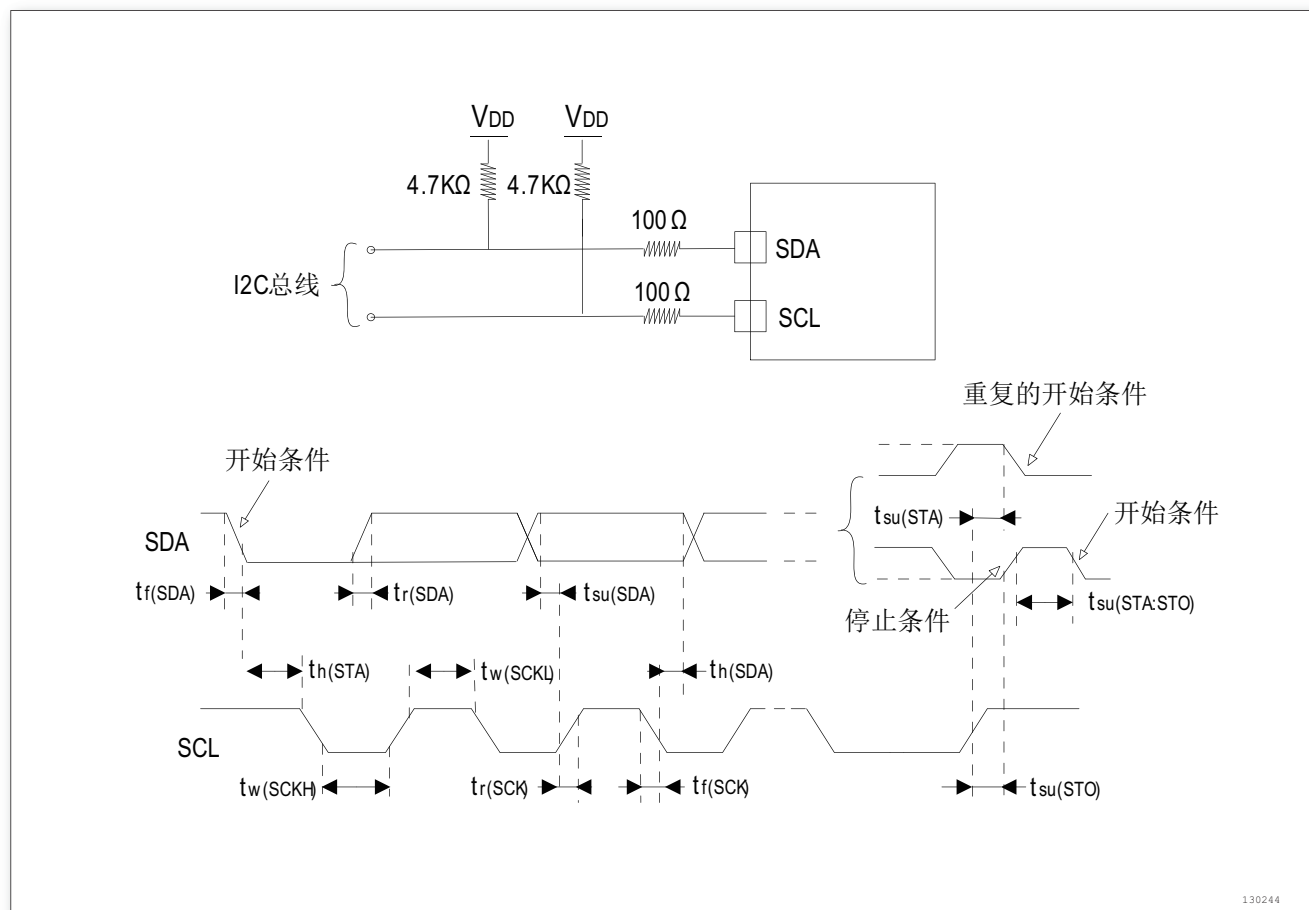 VDD VDD
4.7KΩ 4.7KΩ
100 Ω
SDA
I2C总线
100 Ω
SCL
重复的开始条件
开始条件
tsu(STA)
开始条件
SDA
tf(SDA)
tr(SDA)
tsu(SDA)
停止条件
tsu(STA:STO)
th(STA)
tw(SCKL)
th(SDA)
SCL
tw(SCKH)
tr(SCK)
tf(SCK)
tsu(STO)
130244